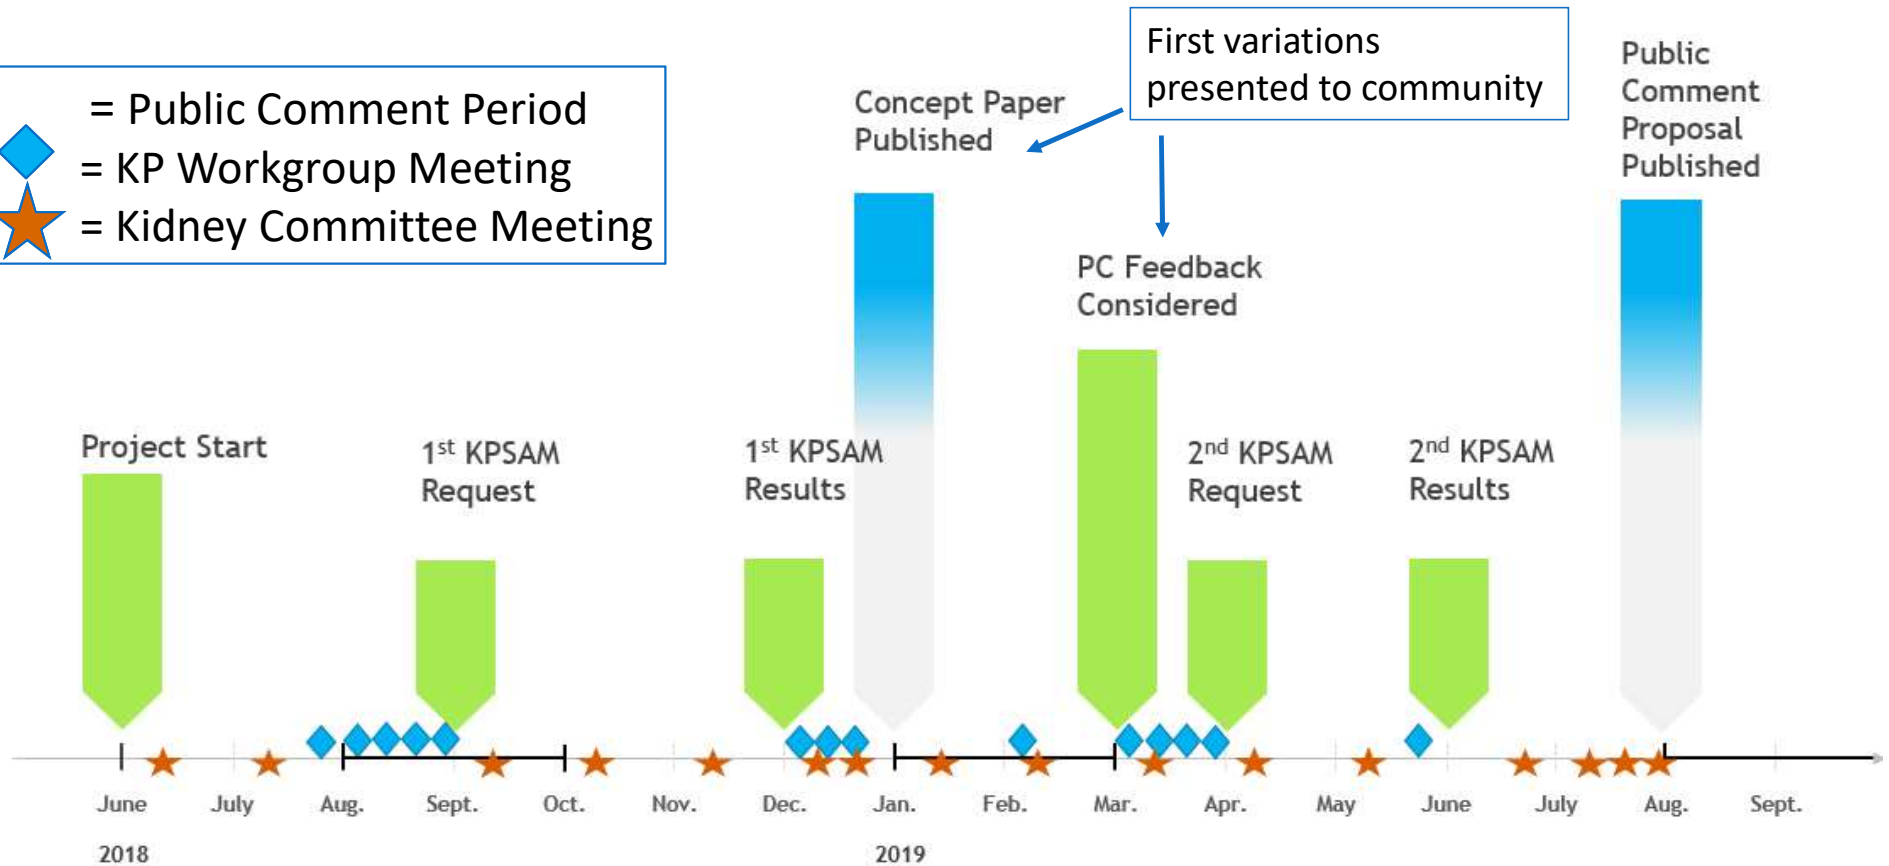 = Public Comment Period
= KP Workgroup Meeting
= Kidney Committee Meeting
First variations
presented to community
Concept Paper
Published
Public
Comment
Proposal
Published
PC Feedback
Considered
Project Start
1st KPSAM
Request
1st KPSAM
Results
2nd KPSAM
Request
2nd KPSAM
Results
June July Aug. Sept. Oct. Nov. Dec. Jan. Feb. Mar. Apr. May June July Aug. Sept.
2018 2019